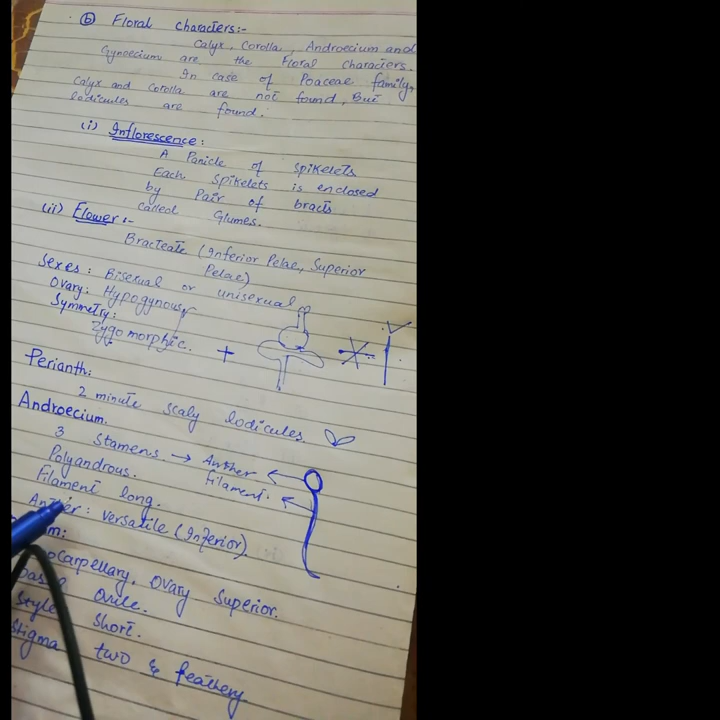 (b) Floral characters:-
Calyx, Corolla, Androecium and
Gynoecium are the Floral characters.
In case of Poaceae family,
Calyx and Corolla are not found, But
lodicules are found.
(i) Inflorescence:
A Panicle of Spikelets
Each Spikelets is enclosed
by Pair of bracts
called Glumes.
(ii) Flower:-
Bracteate (Inferior Pelae, Superior
Pelae)
Sexes: Bisexual or unisexual
Ovary: Hypogynous
Symmetry:
Zygomorphic.
Perianth:
2 minute scaly lodicules.
Androecium.
3 Stamens → Anther
Filament.
Polyandrous.
Filament long.
Anther: versatile (Inferior).
ocarpellary, Ovary Superior.
Ovule.
Style short.
Stigma two & feathery